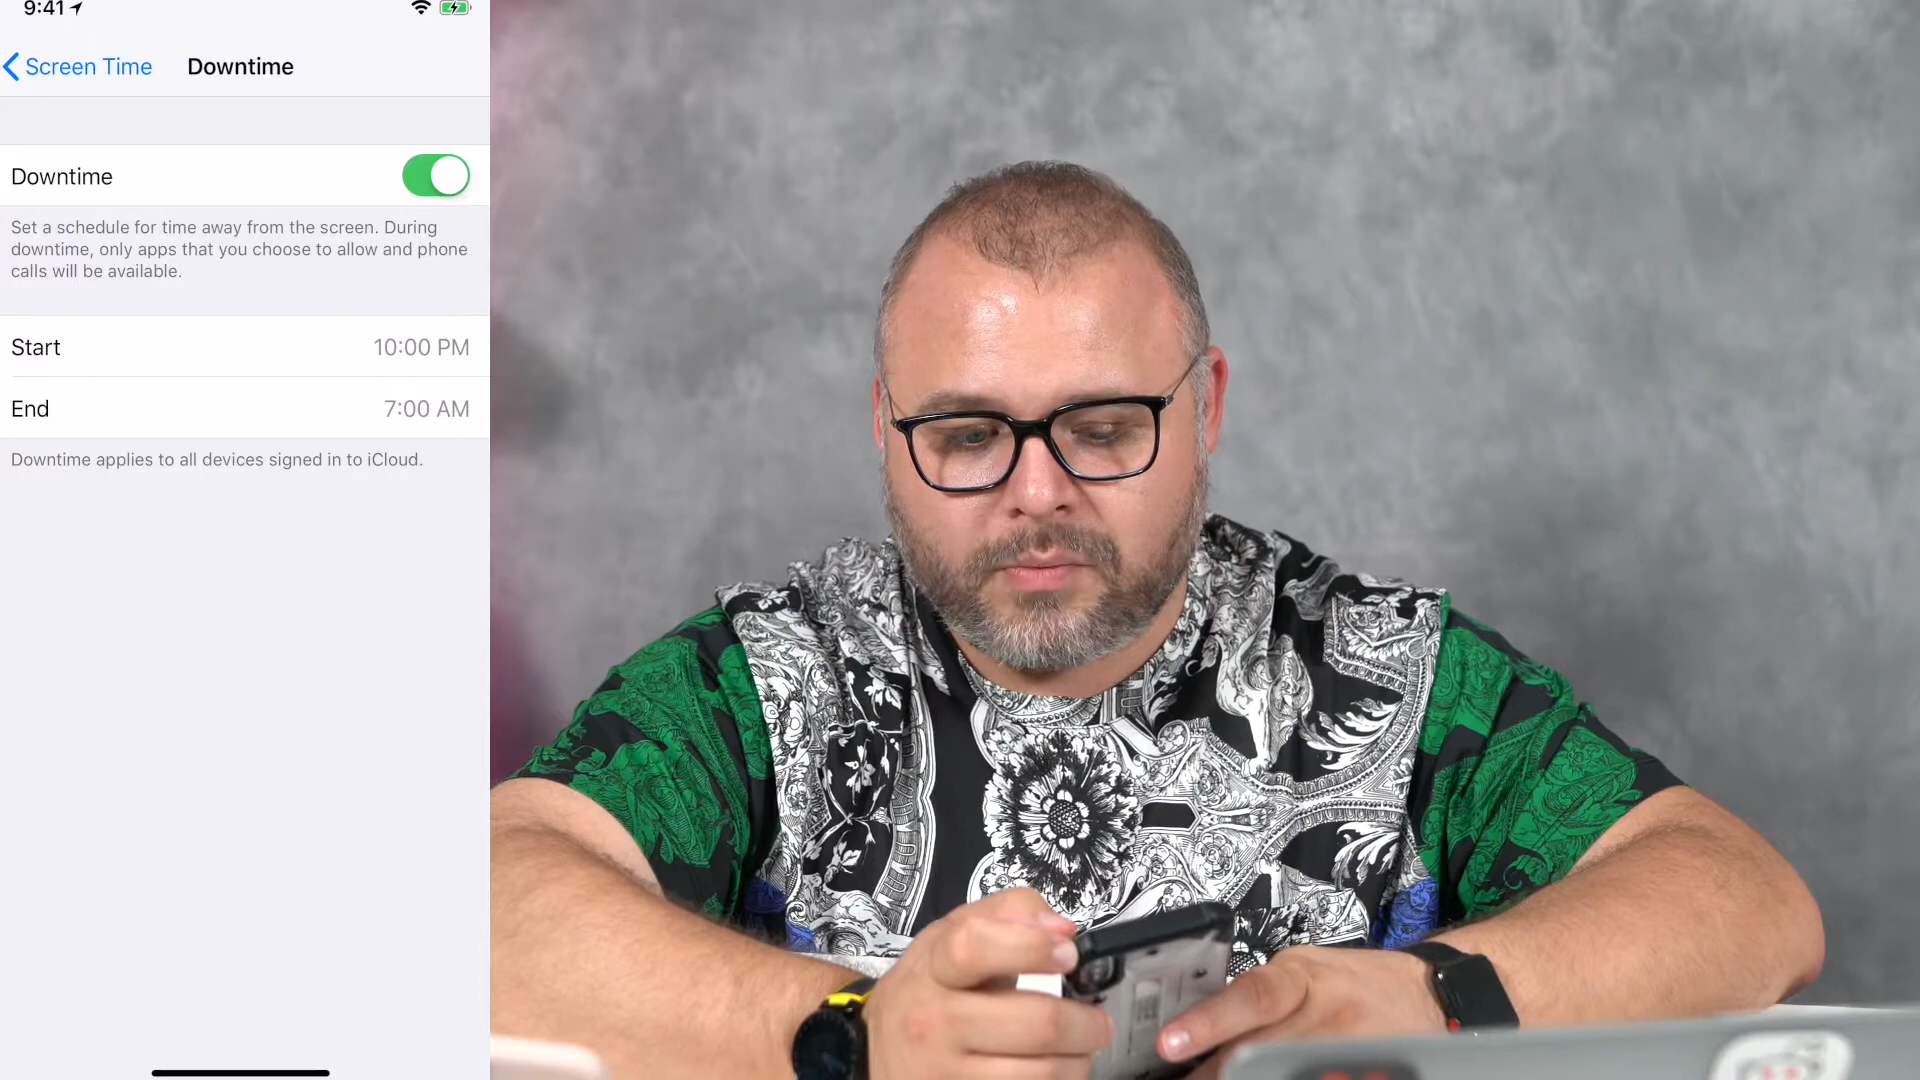 9:41
Screen Time
Downtime
Downtime
Set a schedule for time away from the screen. During
downtime, only apps that you choose to allow and phone
calls will be available.
Start
10:00 PM
End
7:00 AM
Downtime applies to all devices signed in to iCloud.